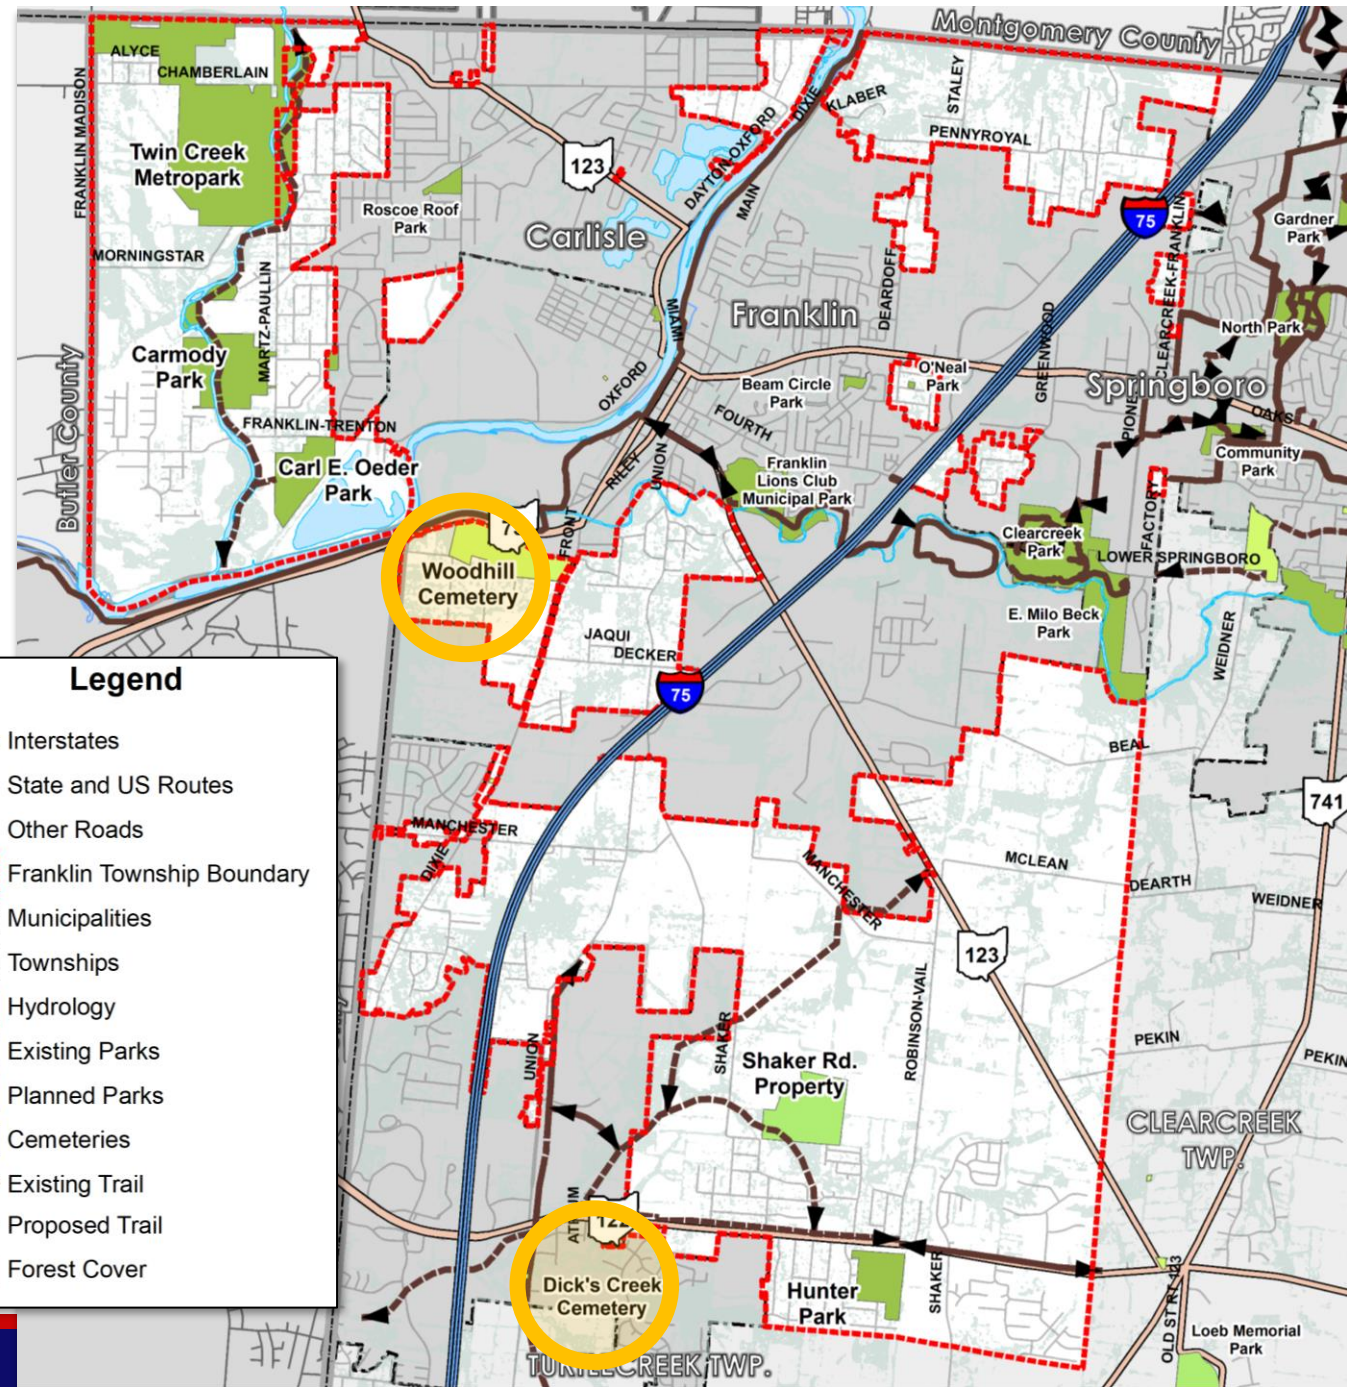 Montgomery County
ALYCE
CHAMBERLAIN
FRANKLIN MADISON
Twin Creek
Metropark
123
DAYTON-OXFORD
DIXIE
KLABER
STALEY
PENNYROYAL
MAIN
Roscoe Roof
Park
Carlisle
75
Gardner
Park
MORNINGSTAR
MARTZ-PAULLIN
MIAMI
Franklin
DEARDOFF
GREENWOOD
CLEARCREEK-FRANKLIN
North Park
Carmody
Park
Butler County
OXFORD
Beam Circle
Park
O'Neal
Park
Springboro
OAKS
FRANKLIN-TRENTON
FOURTH
Community
Park
Carl E. Oeder
Park
RILEY
UNION
Franklin
Lions Club
Municipal Park
FRONT
Clearcreek
Park
FACTORY
LOWER SPRINGBORO
Woodhill
Cemetery
E. Milo Beck
Park
WEIDNER
JAQUI
DECKER
75
BEAL
741
MANCHESTER
DIXIE
MANCHESTER
MCLEAN
DEARTH
WEIDNER
123
ROBINSON-VAIL
UNION
SHAKER
PEKIN
PEKIN
Shaker Rd.
Property
CLEARCREEK
TWP.
122
Dick's Creek
Cemetery
Hunter
Park
SHAKER
OLD ST RT 123
Loeb Memorial
Park
TURTLECREEK TWP.
Legend
Interstates
State and US Routes
Other Roads
Franklin Township Boundary
Municipalities
Townships
Hydrology
Existing Parks
Planned Parks
Cemeteries
Existing Trail
Proposed Trail
Forest Cover